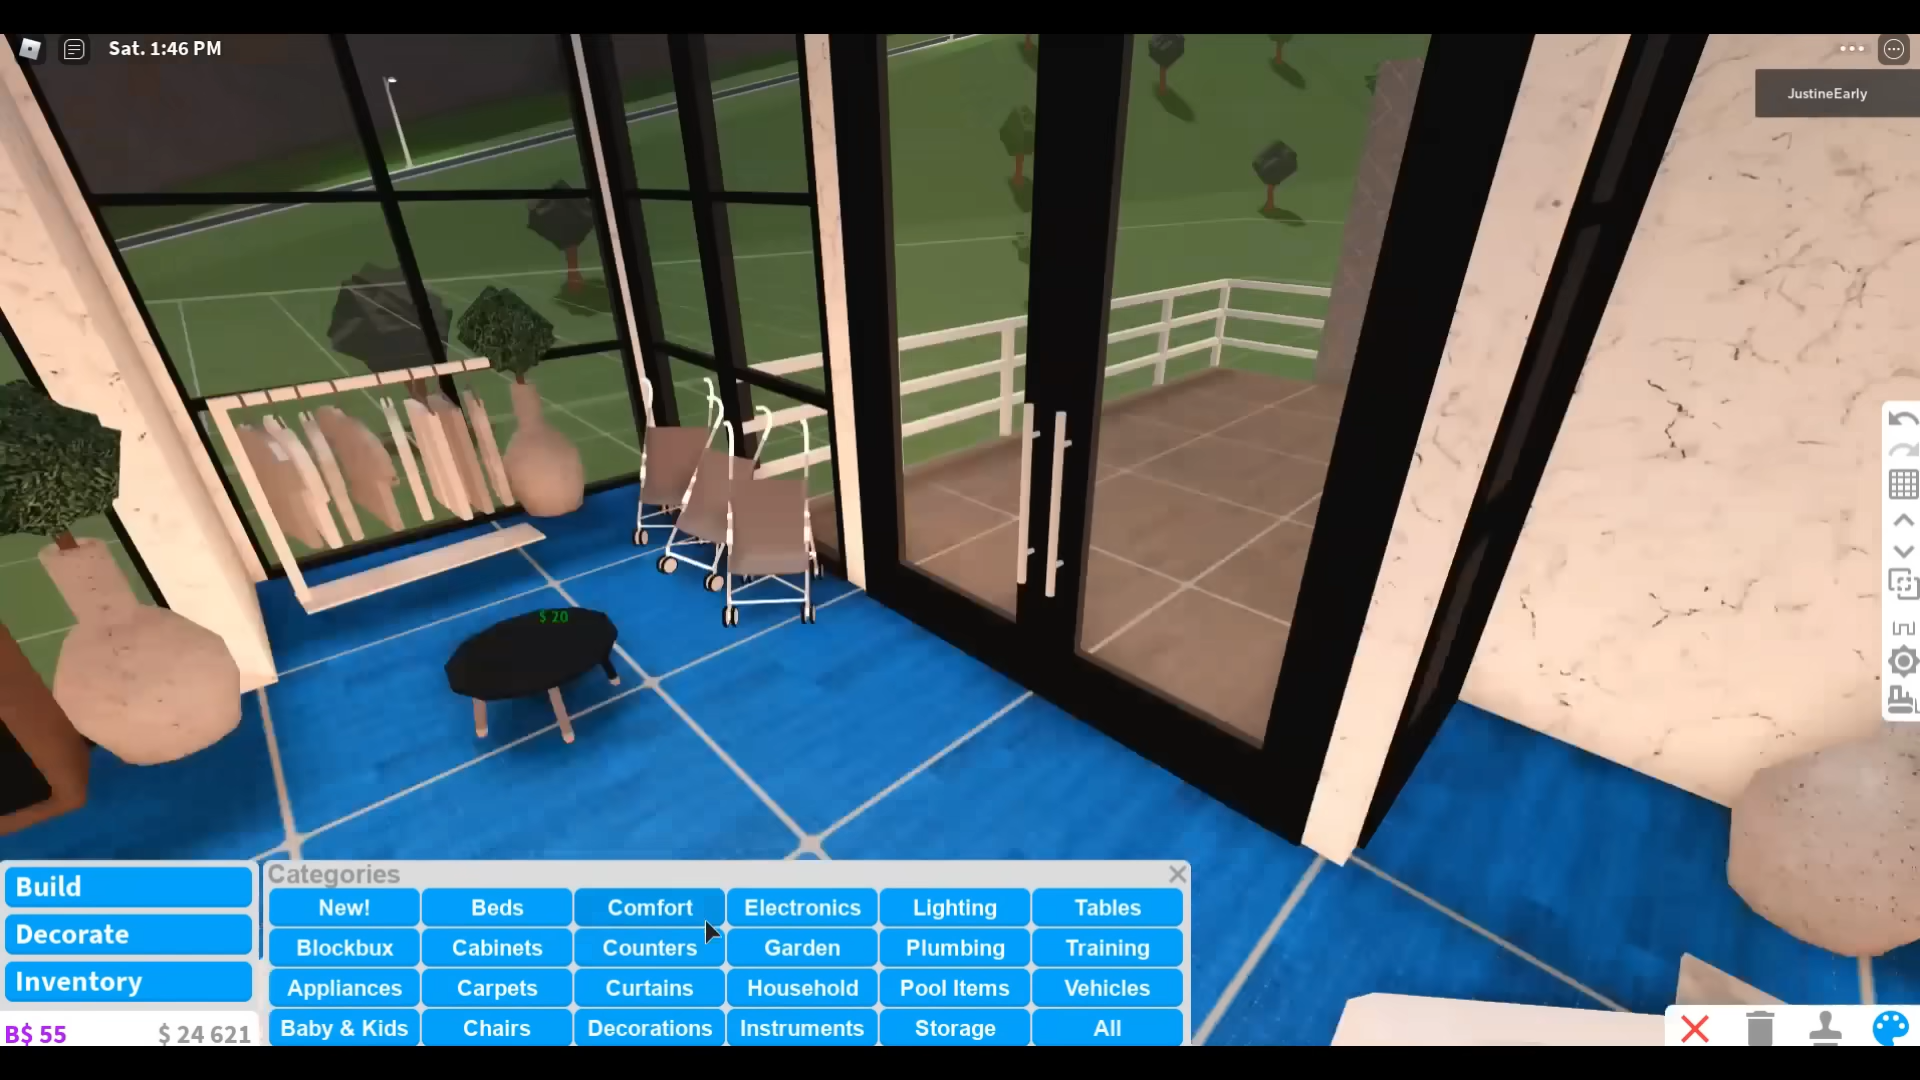 Sat. 1:46 PM
JustineEarly
$ 20
Build
Decorate
Inventory
B$ 55
$ 24 621
Categories
New! Beds Comfort Electronics Lighting Tables
Blockbux Cabinets Counters Garden Plumbing Training
Appliances Carpets Curtains Household Pool Items Vehicles
Baby & Kids Chairs Decorations Instruments Storage All